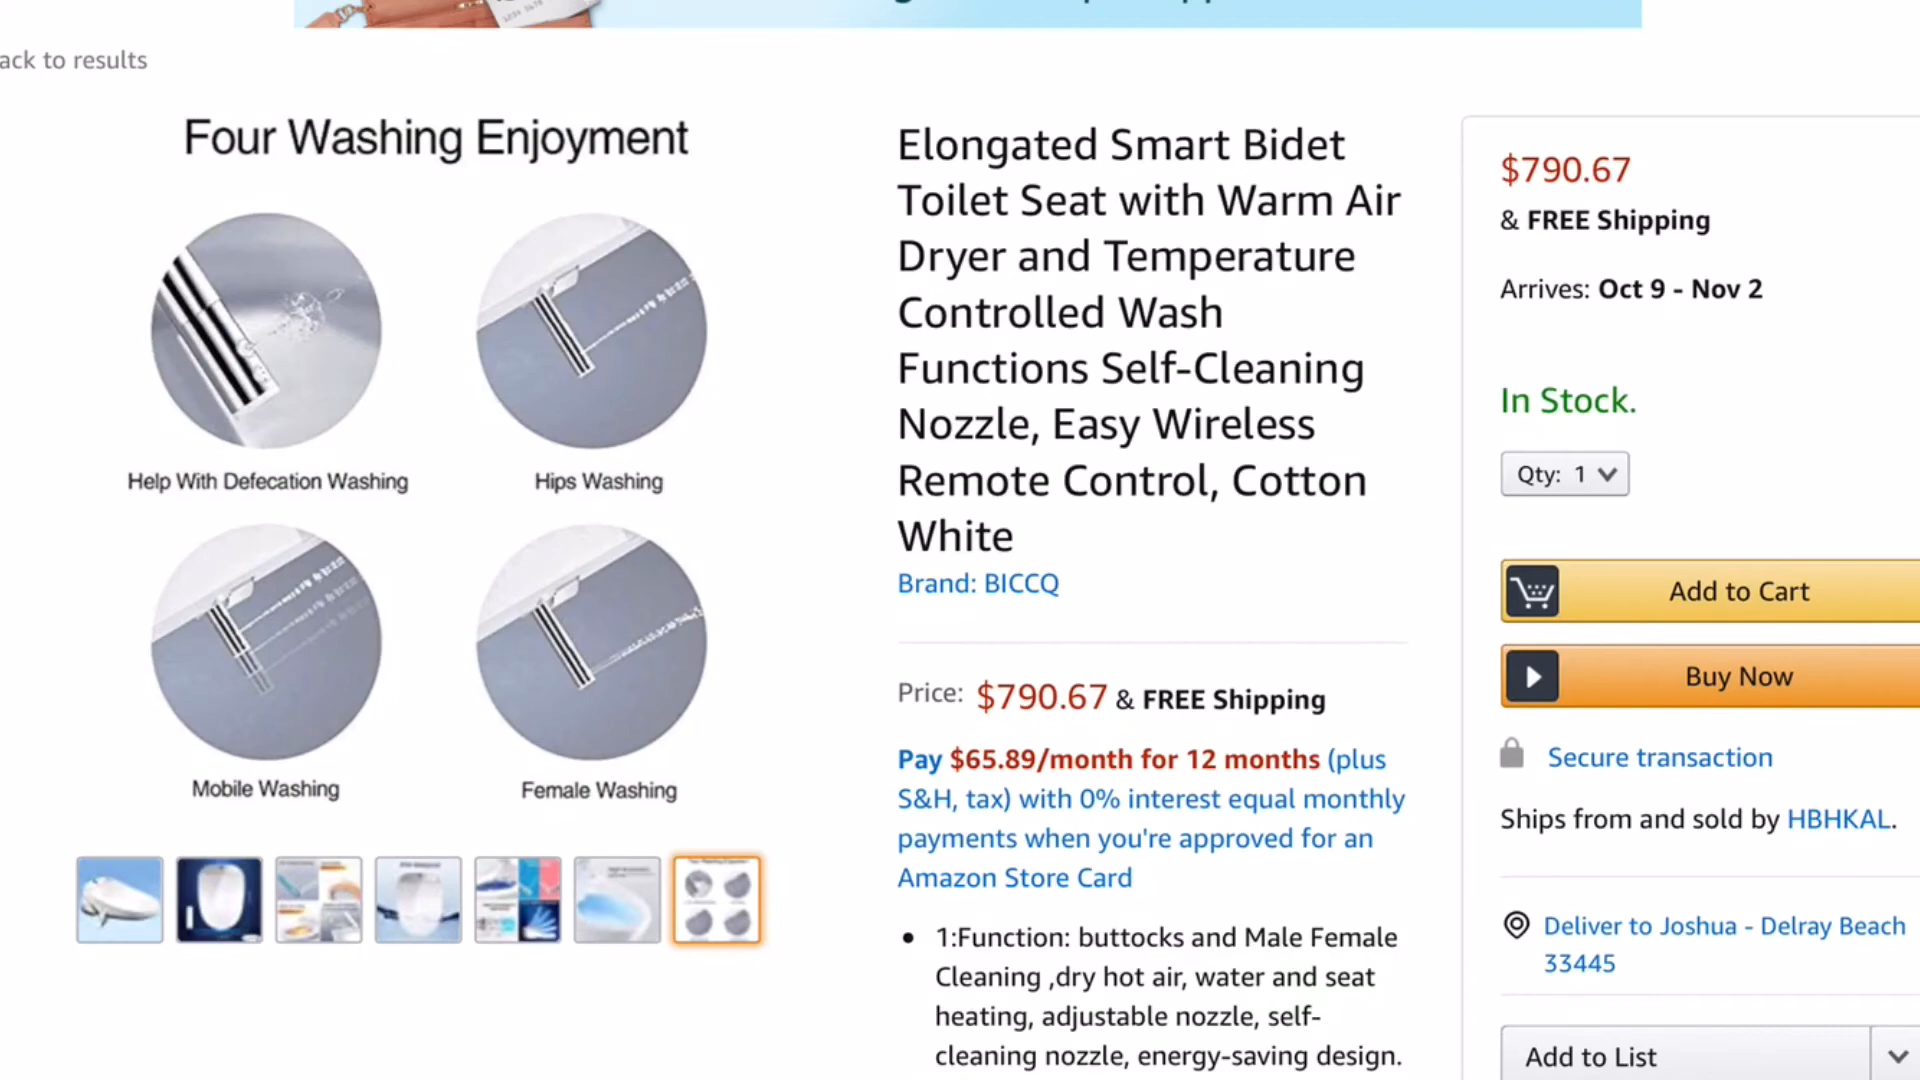 ack to results
Four Washing Enjoyment
Help With Defecation Washing
Hips Washing
Mobile Washing
Female Washing
Elongated Smart Bidet
Toilet Seat with Warm Air
Dryer and Temperature
Controlled Wash
Functions Self-Cleaning
Nozzle, Easy Wireless
Remote Control, Cotton
White
Brand: BICCQ
Price: $790.67 & FREE Shipping
Pay $65.89/month for 12 months (plus
S&H, tax) with 0% interest equal monthly
payments when you're approved for an
Amazon Store Card
• 1:Function: buttocks and Male Female
Cleaning ,dry hot air, water and seat
heating, adjustable nozzle, self-
cleaning nozzle, energy-saving design.
$790.67
& FREE Shipping
Arrives: Oct 9 - Nov 2
In Stock.
Qty: 1
Add to Cart
Buy Now
Secure transaction
Ships from and sold by HBHKAL.
Deliver to Joshua - Delray Beach
33445
Add to List